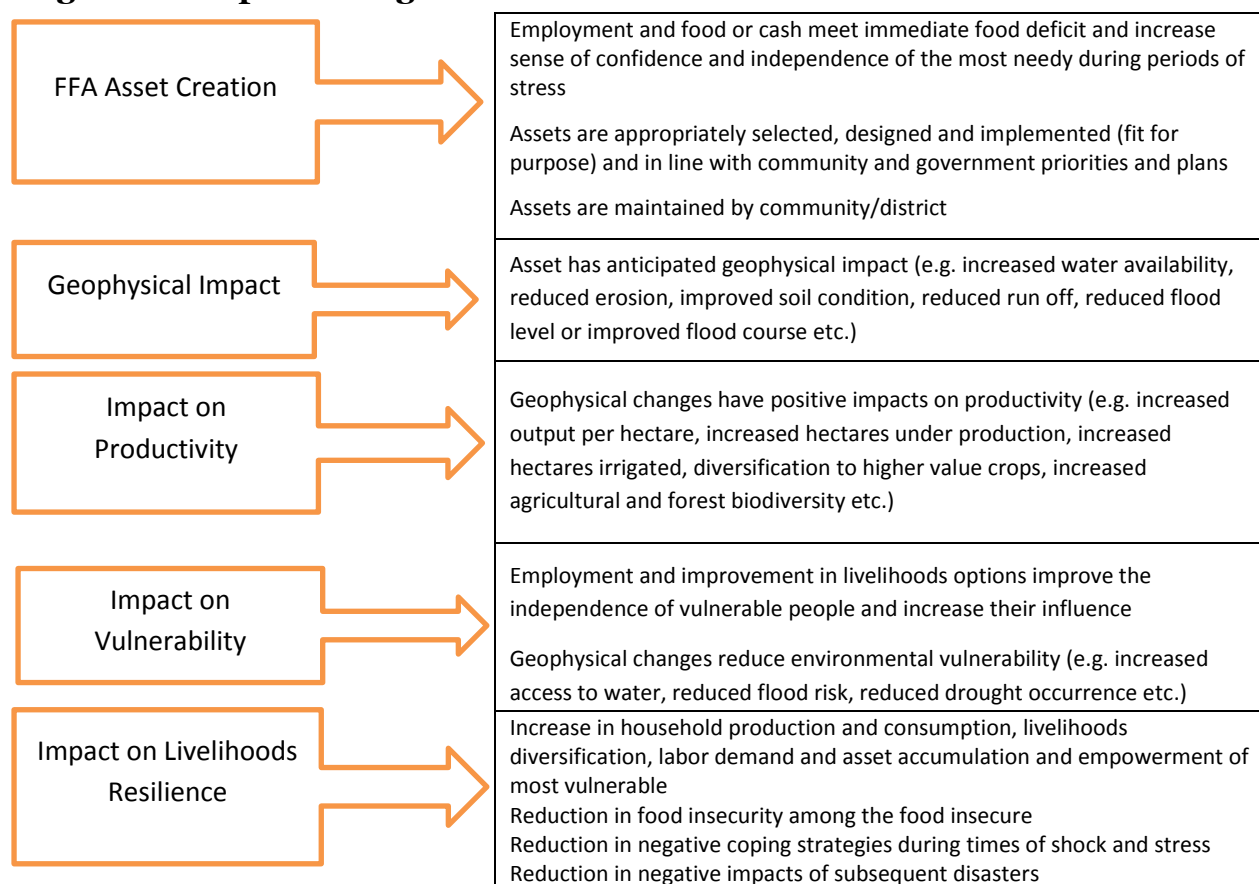 FFA Asset Creation
Employment and food or cash meet immediate food deficit and increase
sense of confidence and independence of the most needy during periods of
stress
Assets are appropriately selected, designed and implemented (fit for
purpose) and in line with community and government priorities and plans
Assets are maintained by community/district
Geophysical Impact
Asset has anticipated geophysical impact (e.g. increased water availability,
reduced erosion, improved soil condition, reduced run off, reduced flood
level or improved flood course etc.)
Impact on
Productivity
Geophysical changes have positive impacts on productivity (e.g. increased
output per hectare, increased hectares under production, increased
hectares irrigated, diversification to higher value crops, increased
agricultural and forest biodiversity etc.)
Impact on
Vulnerability
Employment and improvement in livelihoods options improve the
independence of vulnerable people and increase their influence
Geophysical changes reduce environmental vulnerability (e.g. increased
access to water, reduced flood risk, reduced drought occurrence etc.)
Impact on Livelihoods
Resilience
Increase in household production and consumption, livelihoods
diversification, labor demand and asset accumulation and empowerment of
most vulnerable
Reduction in food insecurity among the food insecure
Reduction in negative coping strategies during times of shock and stress
Reduction in negative impacts of subsequent disasters